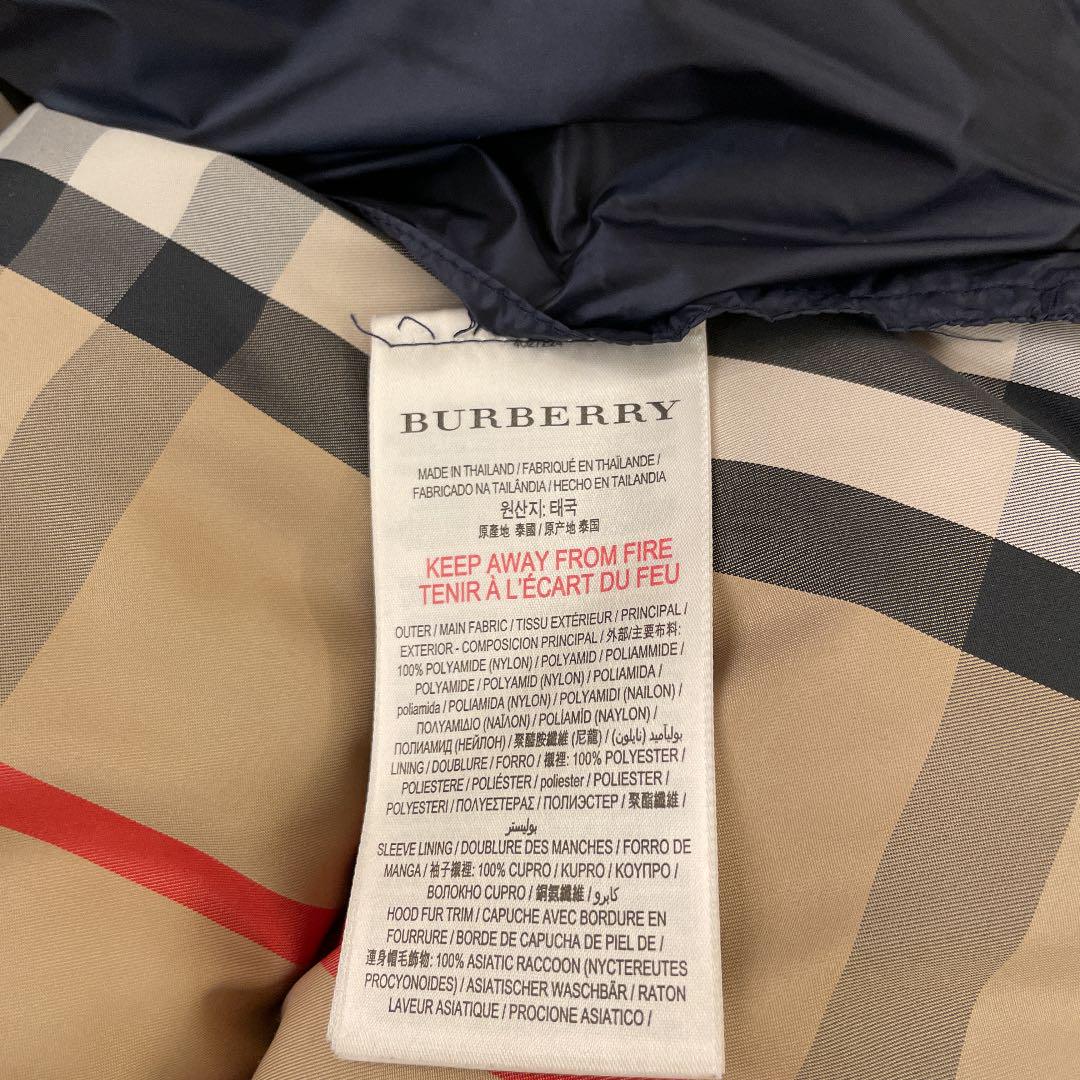 BURBERRY
MADE IN THAILAND / FABRIQUÉ EN THAÏLANDE /
FABRICADO NA TAILÂNDIA / HECHO EN TAILANDIA
원산지: 태국
原產地 泰國 / 原产地 泰国
KEEP AWAY FROM FIRE
TENIR À L'ÉCART DU FEU
OUTER / MAIN FABRIC / TISSU EXTÉRIEUR / PRINCIPAL /
EXTERIOR - COMPOSICION PRINCIPAL / 外部/主要布料:
100% POLYAMIDE (NYLON) / POLYAMID / POLIAMMIDE /
POLYAMIDE / POLYAMID (NYLON) / POLIAMIDA /
poliamida / POLIAMIDA (NYLON) / POLYAMIDI (NAILON) /
ΠΟΛΥΑΜΙΔΙΟ (ΝΑΪΛΟΝ) / POLİAMİD (NAYLON) /
ПОЛИАМИД (НЕЙЛОН) / 聚醯胺纖維 (尼龍) / بوليأميد (نايلون) /
LINING / DOUBLURE / FORRO / 襯裡: 100% POLYESTER /
POLIESTERE / POLIÉSTER / poliester / POLIESTER /
POLYESTERI / ΠΟΛΥΕΣΤΕΡΑΣ / ПОЛИЭСТЕР / 聚酯纖維 /
بوليستر
SLEEVE LINING / DOUBLURE DES MANCHES / FORRO DE
MANGA / 袖子襯裡: 100% CUPRO / KUPRO / ΚΟΥΠΡΟ /
ВОЛОКНО CUPRO / 銅氨纖維 / كابرو /
HOOD FUR TRIM / CAPUCHE AVEC BORDURE EN
FOURRURE / BORDE DE CAPUCHA DE PIEL DE /
連身帽毛飾物: 100% ASIATIC RACCOON (NYCTEREUTES
PROCYONOIDES) / ASIATISCHER WASCHBÄR / RATON
LAVEUR ASIATIQUE / PROCIONE ASIATICO /